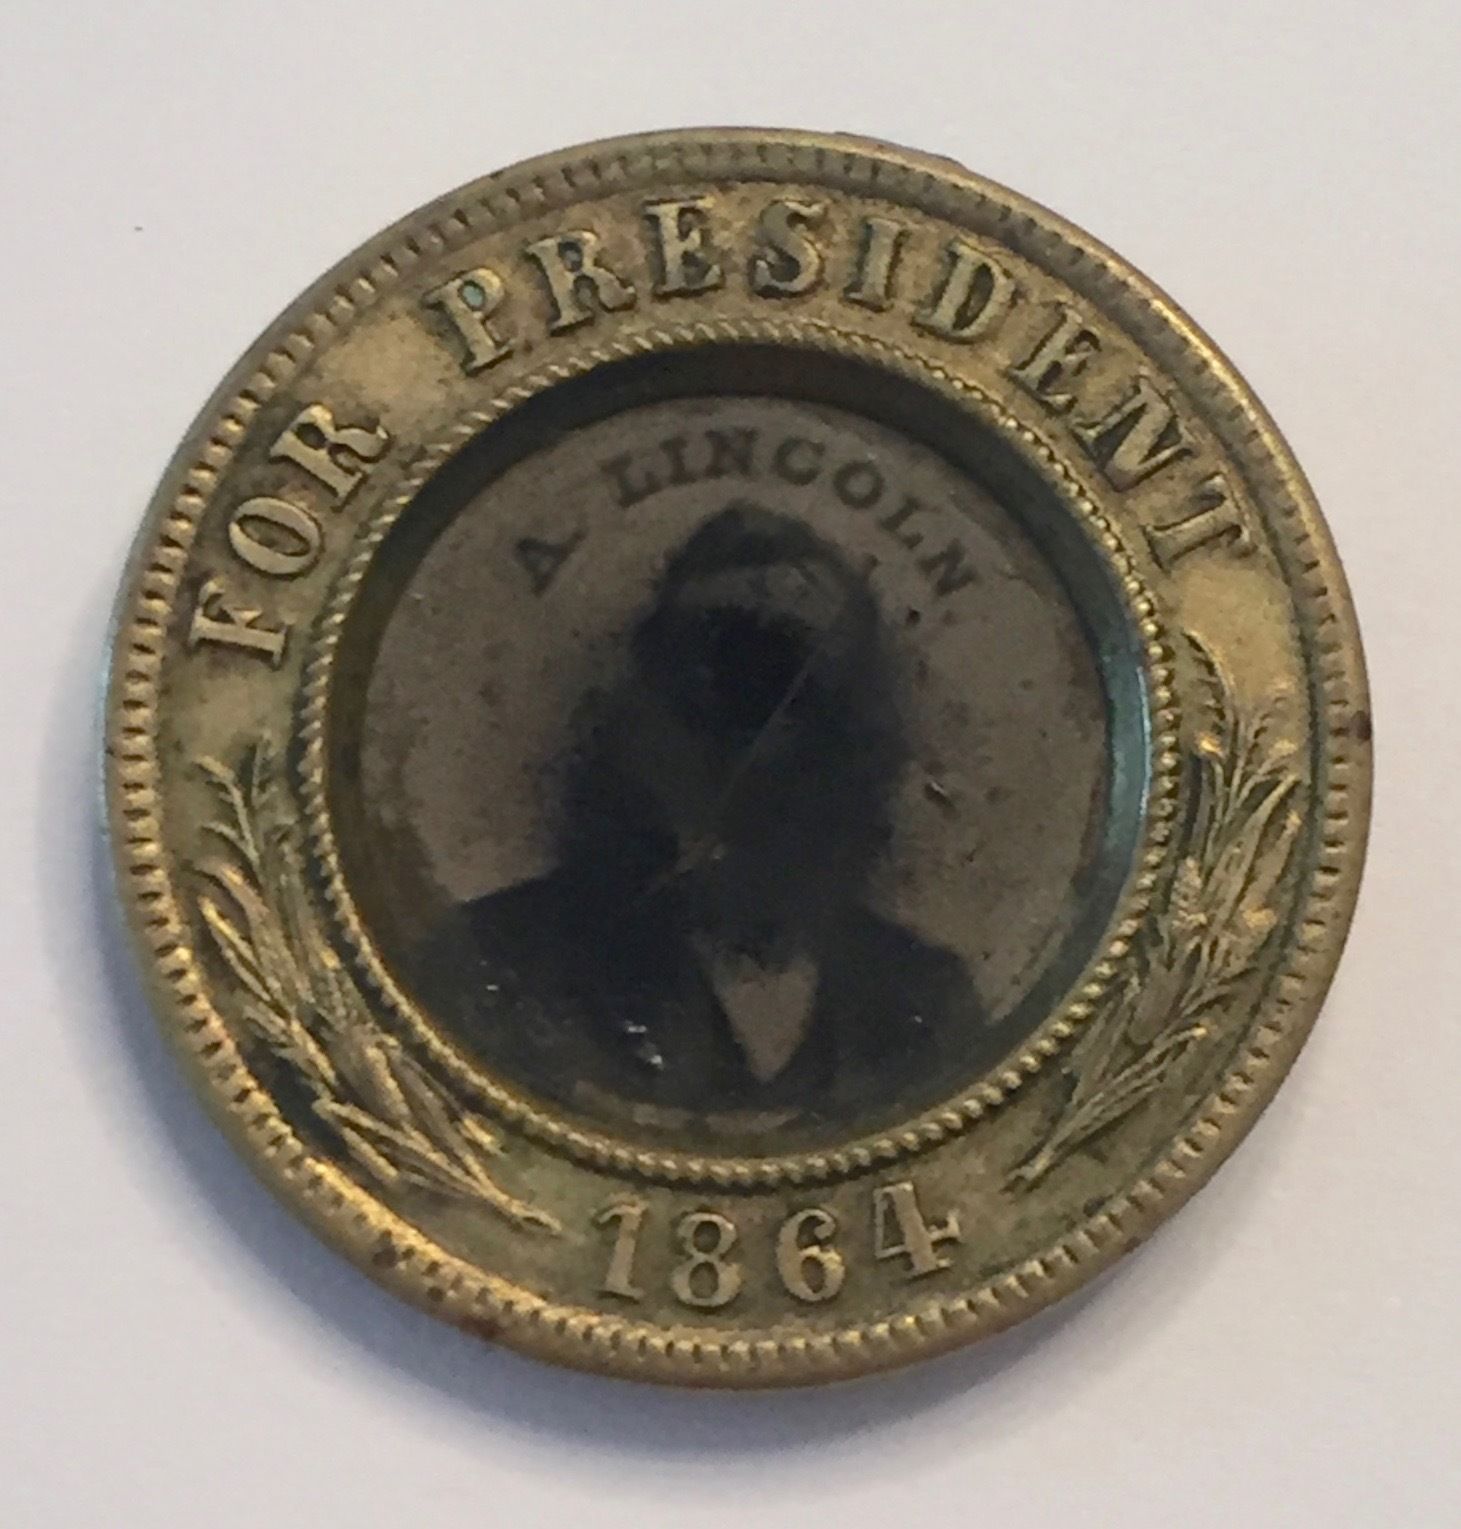 FOR PRESIDENT
A. LINCOLN.
1864